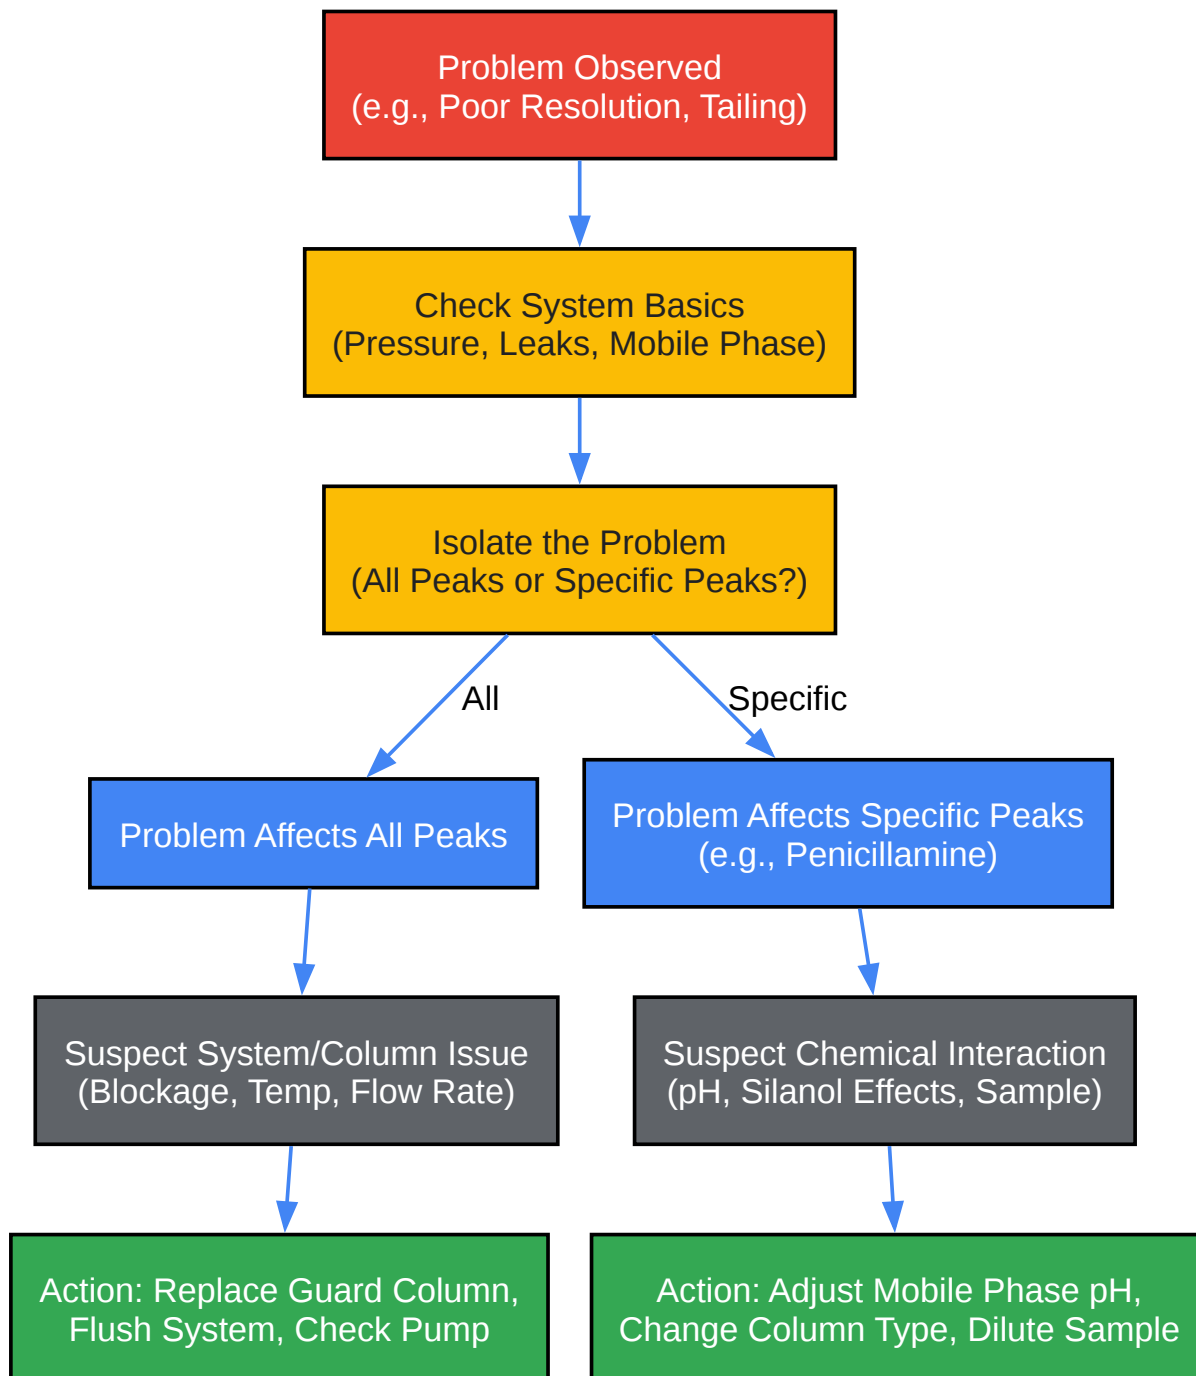 Problem Observed
(e.g., Poor Resolution, Tailing)
Check System Basics
(Pressure, Leaks, Mobile Phase)
Isolate the Problem
(All Peaks or Specific Peaks?)
All
Specific
Problem Affects All Peaks
Problem Affects Specific Peaks
(e.g., Penicillamine)
Suspect System/Column Issue
(Blockage, Temp, Flow Rate)
Suspect Chemical Interaction
(pH, Silanol Effects, Sample)
Action: Replace Guard Column,
Flush System, Check Pump
Action: Adjust Mobile Phase pH,
Change Column Type, Dilute Sample